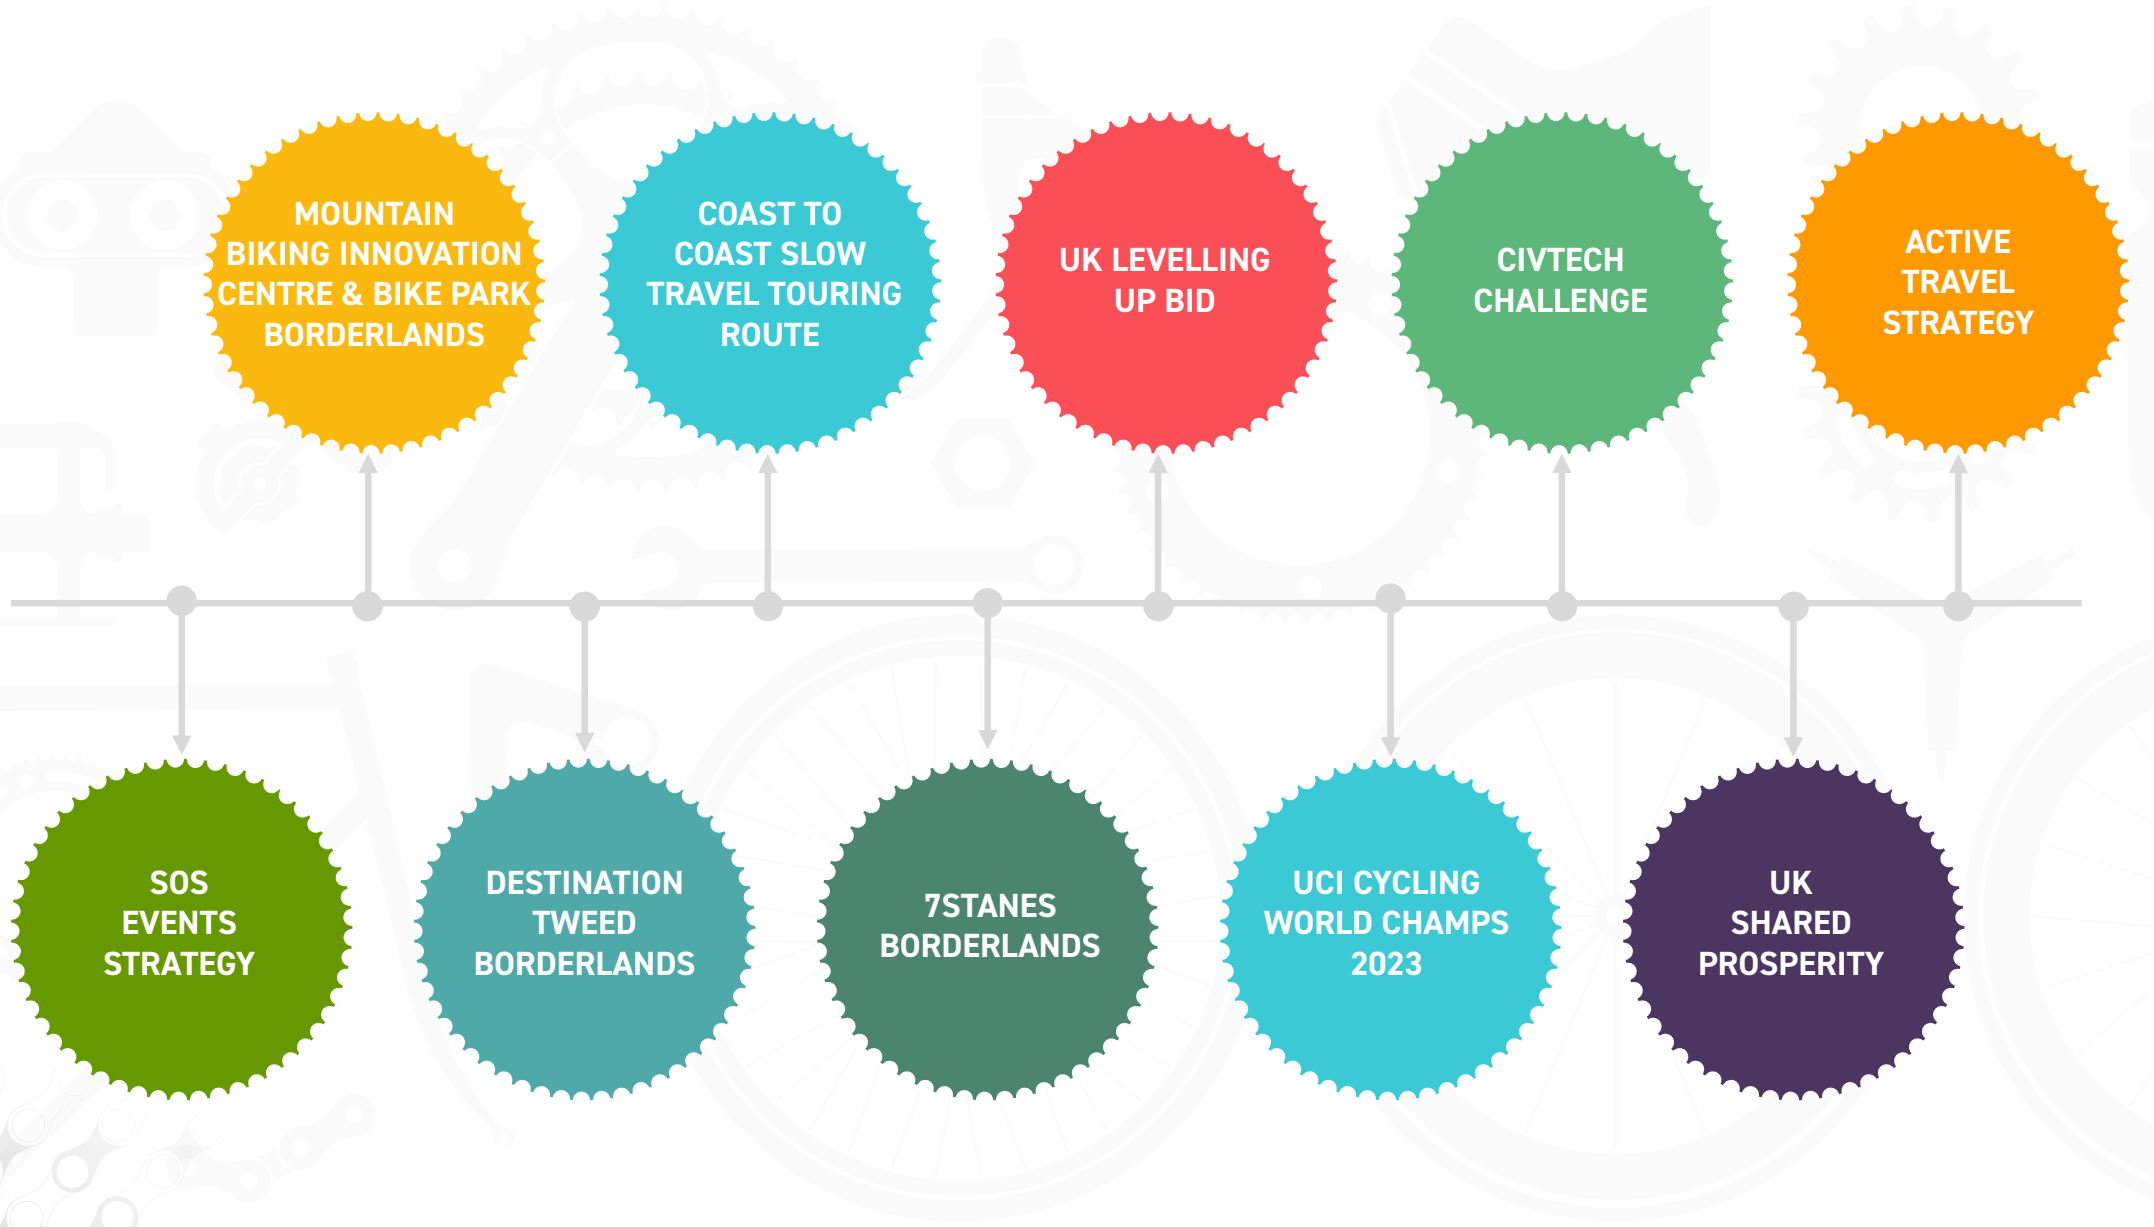 MOUNTAIN
BIKING INNOVATION
CENTRE & BIKE PARK
BORDERLANDS
COAST TO
COAST SLOW
TRAVEL TOURING
ROUTE
UK LEVELLING
UP BID
CIVTECH
CHALLENGE
ACTIVE
TRAVEL
STRATEGY
SOS
EVENTS
STRATEGY
DESTINATION
TWEED
BORDERLANDS
7STANES
BORDERLANDS
UCI CYCLING
WORLD CHAMPS
2023
UK
SHARED
PROSPERITY